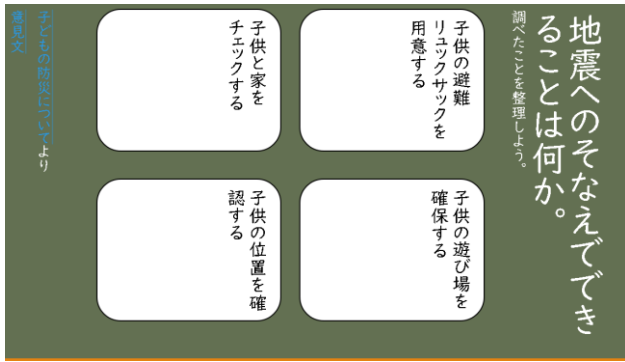 地震へのそなえででき
ることは何か。
調べたことを整理しよう。
子供の避難
リュックサックを
用意する
子供の遊び場を
確保する
子供と家を
チェックする
子供の位置を確
認する
子どもの防災についてより
意見文